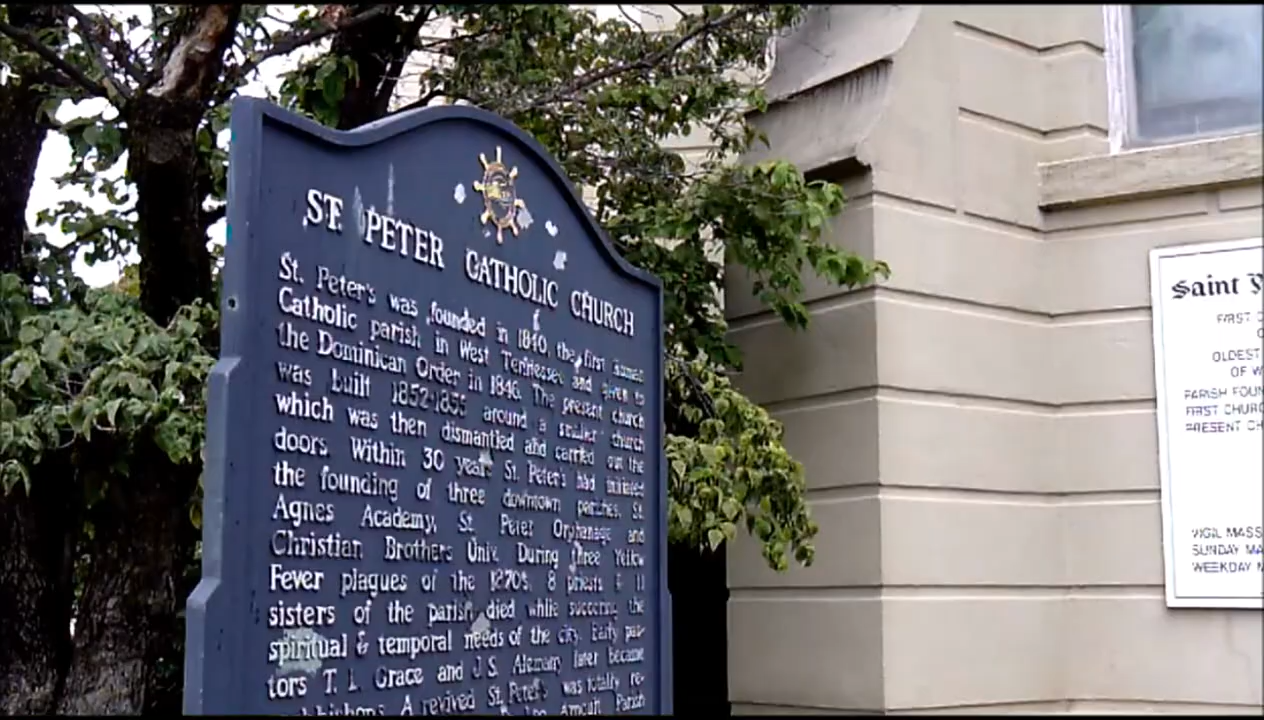 ST. PETER CATHOLIC CHURCH
St. Peter's was founded in 1840, the first
Catholic parish in West Tennessee and given to
the Dominican Order in 1846. The present church
was built 1852-1855 around a smaller church
which was then dismantled and carried out the
doors. Within 30 years St. Peter's had initiated
the founding of three downtown parishes, St.
Agnes Academy, St. Peter Orphanage and
Christian Brothers Univ. During three Yellow
Fever plagues of the 1870s, 8 priests & 11
sisters of the parish died while succoring the
spiritual & temporal needs of the city. Early pas-
tors T. L. Grace and J. S. Alemany later became
A revived St. Peter's was totally re-
Parish
Saint P
FIRST C
OLDEST
OF W
PARISH FOUN
FIRST CHURC
PRESENT CH
VIGIL MASS
SUNDAY MA
WEEKDAY M